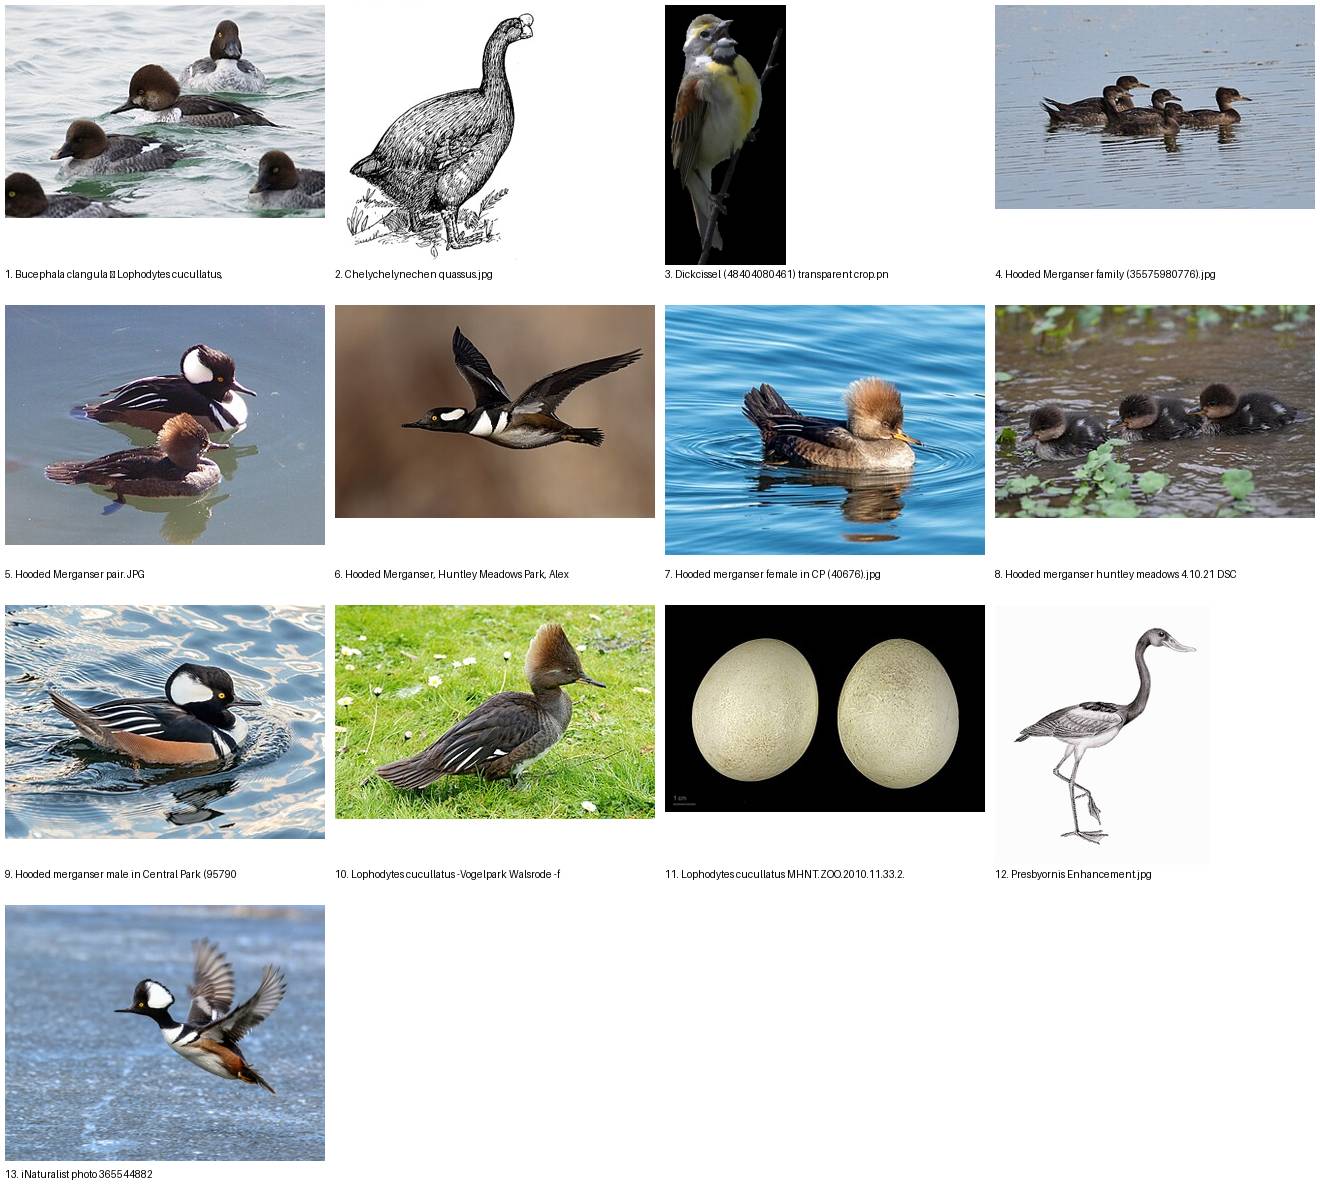 1. Bucephala clangula ▯ Lophodytes cucullatus,
2. Chelychelynechen quassus.jpg
3. Dickcissel (48404080461) transparent crop.pn
4. Hooded Merganser family (35575980776).jpg
5. Hooded Merganser pair.JPG
6. Hooded Merganser, Huntley Meadows Park, Alex
7. Hooded merganser female in CP (40676).jpg
8. Hooded merganser huntley meadows 4.10.21 DSC
9. Hooded merganser male in Central Park (95790
10. Lophodytes cucullatus -Vogelpark Walsrode -f
1 cm
11. Lophodytes cucullatus MHNT.ZOO.2010.11.33.2.
12. Presbyornis Enhancement.jpg
13. iNaturalist photo 365544882